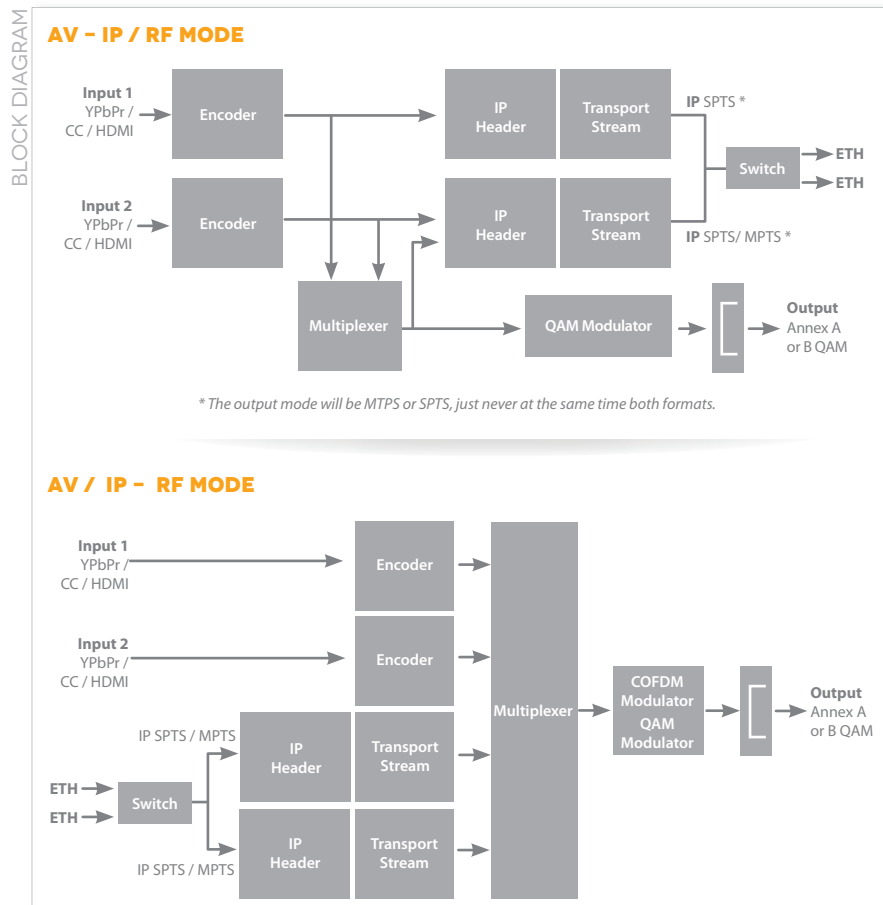 BLOCK DIAGRAM
AV – IP / RF MODE
Input 1
YPbPr /
CC / HDMI
Encoder
IP
Header
Transport
Stream
IP SPTS *
Switch
ETH
ETH
Input 2
YPbPr /
CC / HDMI
Encoder
IP
Header
Transport
Stream
IP SPTS/ MPTS *
Multiplexer
QAM Modulator
Output
Annex A
or B QAM
* The output mode will be MTPS or SPTS, just never at the same time both formats.
AV / IP – RF MODE
Input 1
YPbPr /
CC / HDMI
Encoder
Input 2
YPbPr /
CC / HDMI
Encoder
Multiplexer
COFDM
Modulator
QAM
Modulator
Output
Annex A
or B QAM
IP SPTS / MPTS
IP
Header
Transport
Stream
ETH
ETH
Switch
IP SPTS / MPTS
IP
Header
Transport
Stream